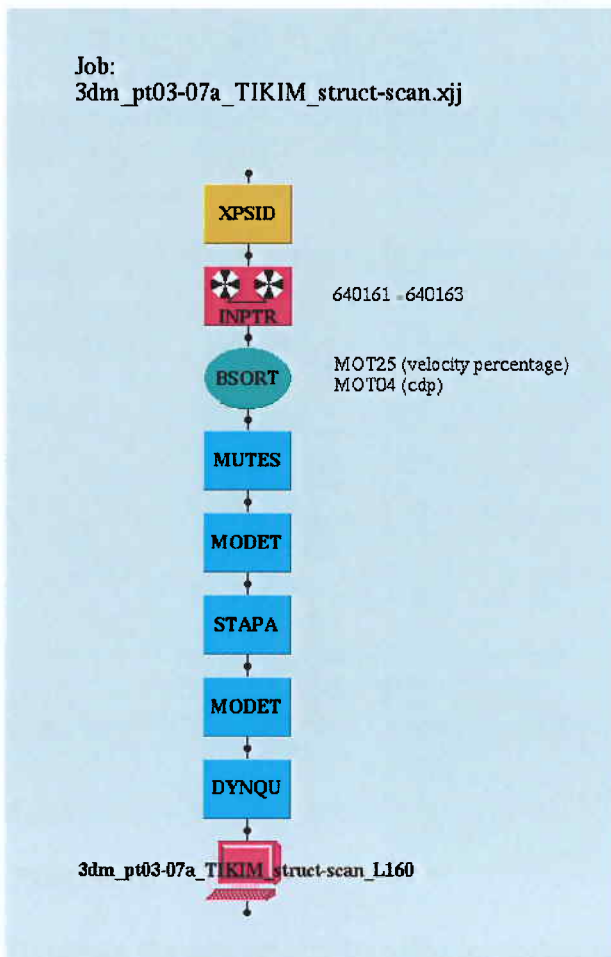 Job:
3dm_pt03-07a_TIKIM_struct-scan.xjj
XPSID
INPTR
640161 - 640163
BSORT
MOT25 (velocity percentage)
MOT04 (cdp)
MUTES
MODET
STAPA
MODET
DYNQU
3dm_pt03-07a_TIKIM_struct-scan_L160